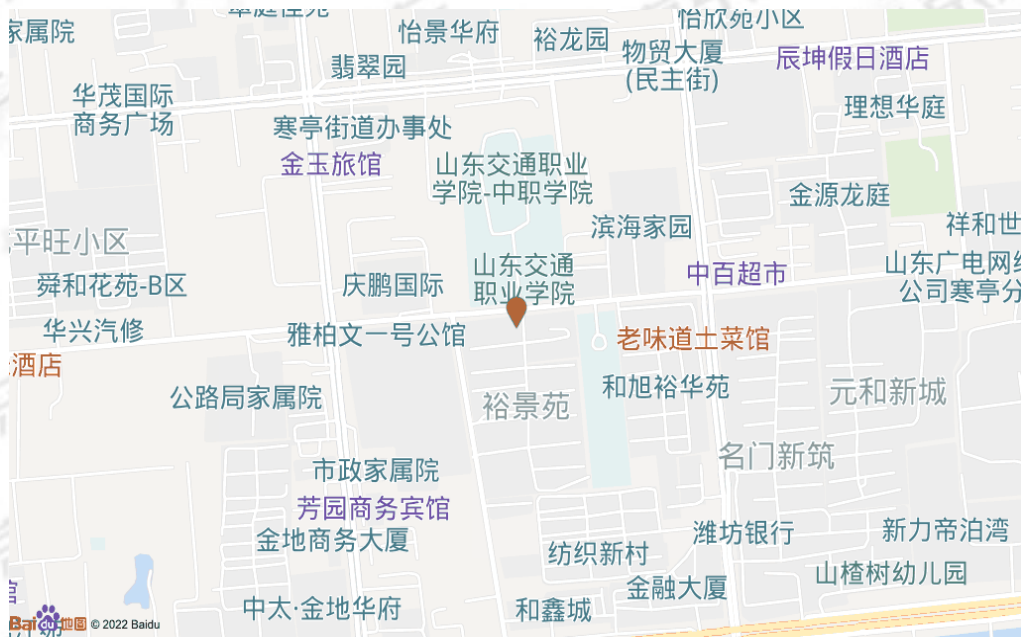 家属院
怡景华府
裕龙园
怡欣苑小区
物贸大厦
(民主街)
辰坤假日酒店
翡翠园
华茂国际
商务广场
理想华庭
寒亭街道办事处
金玉旅馆
山东交通职业
学院-中职学院
金源龙庭
滨海家园
祥和世
平旺小区
山东交通
职业学院
中百超市
山东广电网络
公司寒亭分
舜和花苑-B区
庆鹏国际
华兴汽修
雅柏文一号公馆
老味道土菜馆
酒店
公路局家属院
裕景苑
和旭裕华苑
元和新城
名门新筑
市政家属院
芳园商务宾馆
金地商务大厦
潍坊银行
新力帝泊湾
纺织新村
山楂树幼儿园
金融大厦
馆
中太·金地华府
和鑫城
Bai du 地图 © 2022 Baidu